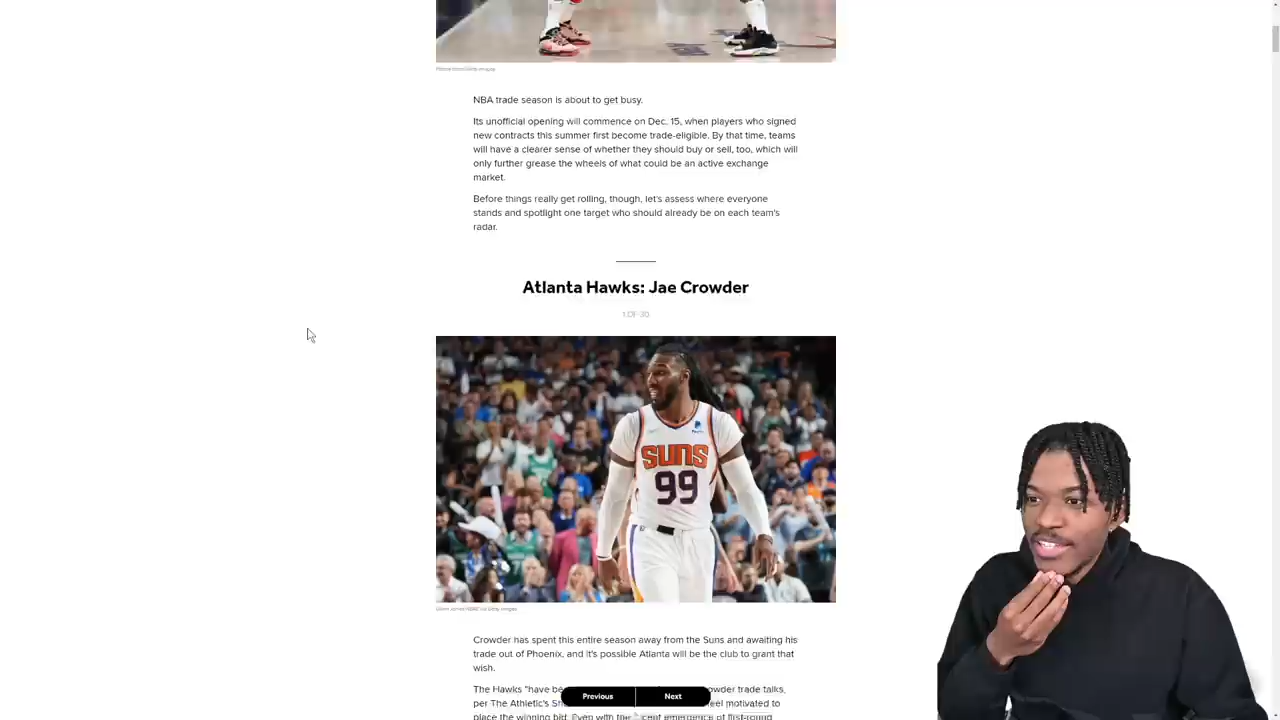 NBA trade season is about to get busy.
Its unofficial opening will commence on Dec. 15, when players who signed
new contracts this summer first become trade-eligible. By that time, teams
will have a clearer sense of whether they should buy or sell, too, which will
only further grease the wheels of what could be an active exchange
market.
Before things really get rolling, though, let's assess where everyone
stands and spotlight one target who should already be on each team's
radar.
Atlanta Hawks: Jae Crowder
1 OF 30
SUNS
99
Crowder has spent this entire season away from the Suns and awaiting his
trade out of Phoenix, and it's possible Atlanta will be the club to grant that
wish.
The Hawks "have
Previous
Next
trade talks,
per The Athletic's
motivated to
place the winning bid. Even with the
emergence of first-round